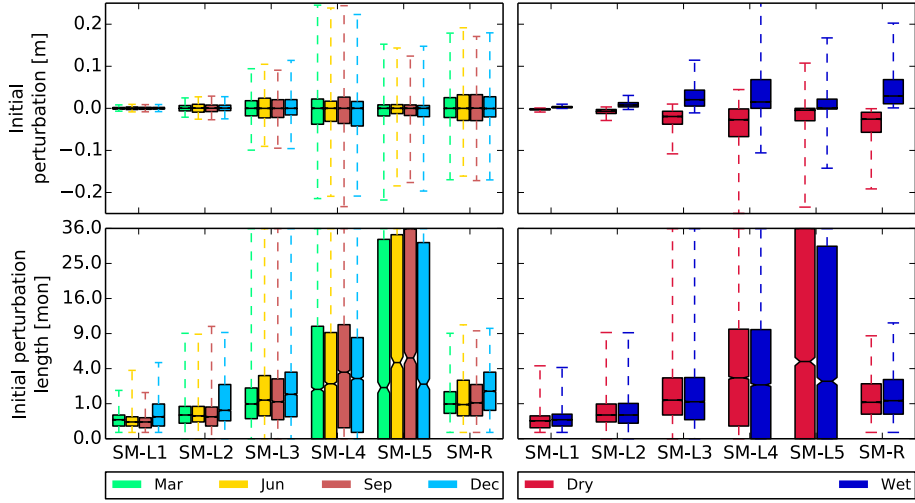 Initial
perturbation [m]
0.2
0.1
0.0
−0.1
−0.2
Initial perturbation
length [mon]
36.0
25.0
16.0
9.0
4.0
1.0
0.0
SM-L1 SM-L2 SM-L3 SM-L4 SM-L5 SM-R
SM-L1 SM-L2 SM-L3 SM-L4 SM-L5 SM-R
Mar Jun Sep Dec
Dry Wet